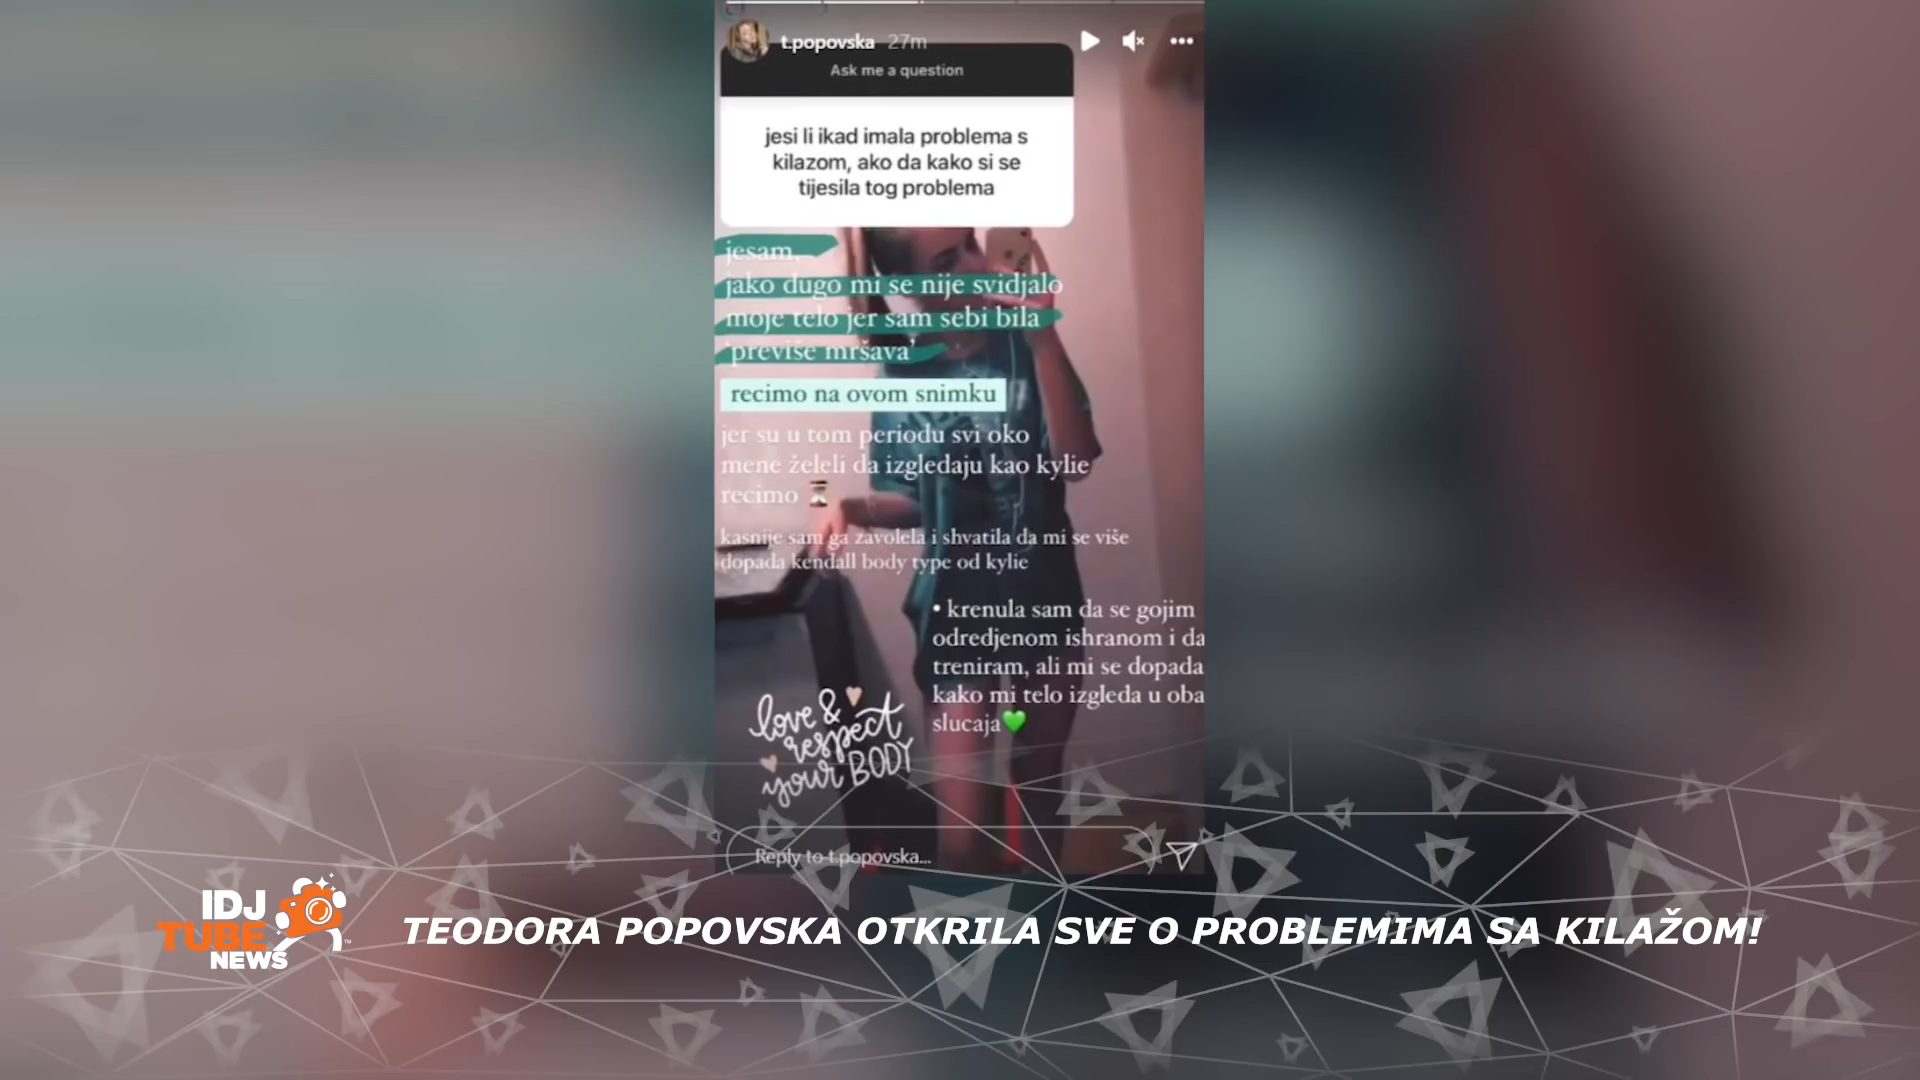 t.popovska 27m
Ask me a question
jesi li ikad imala problema s
kilazom, ako da kako si se
tijesila tog problema
jesam,
jako dugo mi se nije svidjalo
moje telo jer sam sebi bila
'previše mršava'
recimo na ovom snimku
jer su u tom periodu svi oko
mene želeli da izgledaju kao kylie
recimo ⏳
kasnije sam ga zavolela i shvatila da mi se više
dopada kendall body type od kylie
• krenula sam da se gojim
odredjenom ishranom i da
treniram, ali mi se dopada
kako mi telo izgleda u oba
slucaja💚
love &
respect
your BODY
Reply to t.popovska...
IDJ
TUBE
NEWS
TEODORA POPOVSKA OTKRILA SVE O PROBLEMIMA SA KILAŽOM!